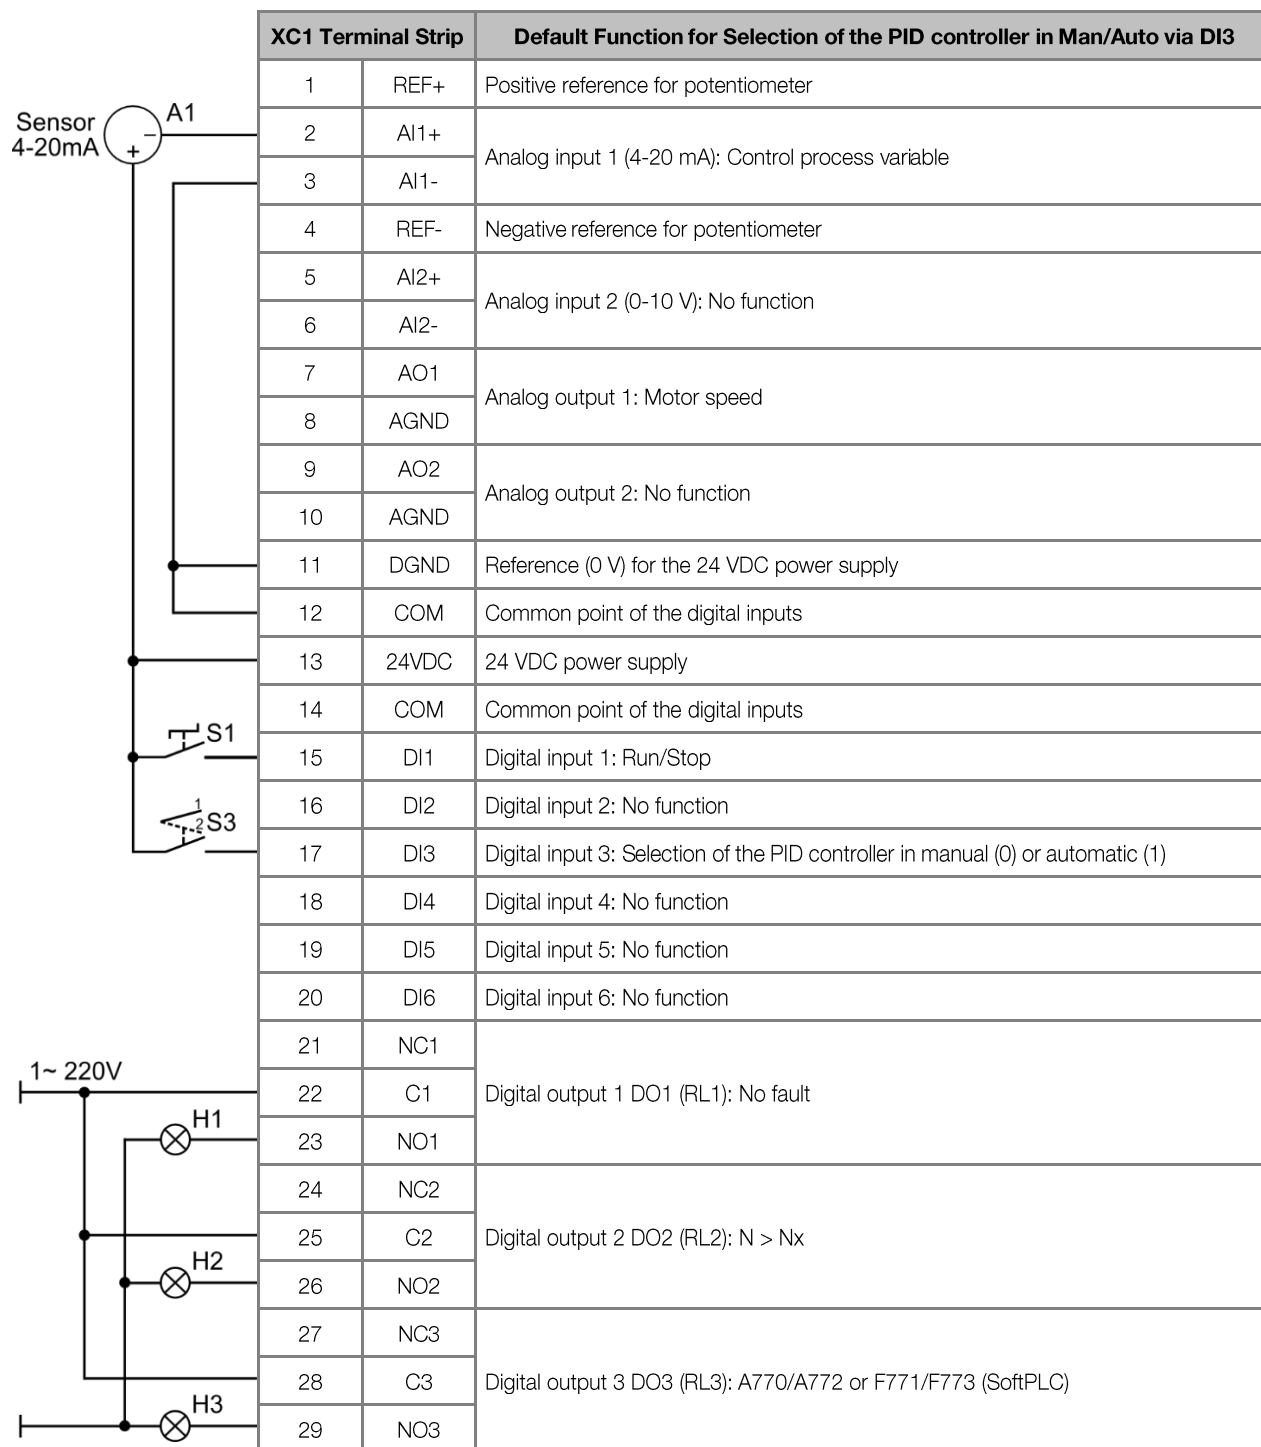 XC1 Terminal Strip Default Function for Selection of the PID controller in Man/Auto via DI3
1 REF+ Positive reference for potentiometer
Sensor
4-20mA
A1
+
−
2 AI1+
Analog input 1 (4-20 mA): Control process variable
3 AI1-
4 REF- Negative reference for potentiometer
5 AI2+
Analog input 2 (0-10 V): No function
6 AI2-
7 AO1
Analog output 1: Motor speed
8 AGND
9 AO2
Analog output 2: No function
10 AGND
11 DGND Reference (0 V) for the 24 VDC power supply
12 COM Common point of the digital inputs
13 24VDC 24 VDC power supply
14 COM Common point of the digital inputs
S1
15 DI1 Digital input 1: Run/Stop
16 DI2 Digital input 2: No function
1
2
S3
17 DI3 Digital input 3: Selection of the PID controller in manual (0) or automatic (1)
18 DI4 Digital input 4: No function
19 DI5 Digital input 5: No function
20 DI6 Digital input 6: No function
21 NC1
1~ 220V
22 C1 Digital output 1 DO1 (RL1): No fault
H1
23 NO1
24 NC2
25 C2 Digital output 2 DO2 (RL2): N > Nx
H2
26 NO2
27 NC3
28 C3 Digital output 3 DO3 (RL3): A770/A772 or F771/F773 (SoftPLC)
H3
29 NO3